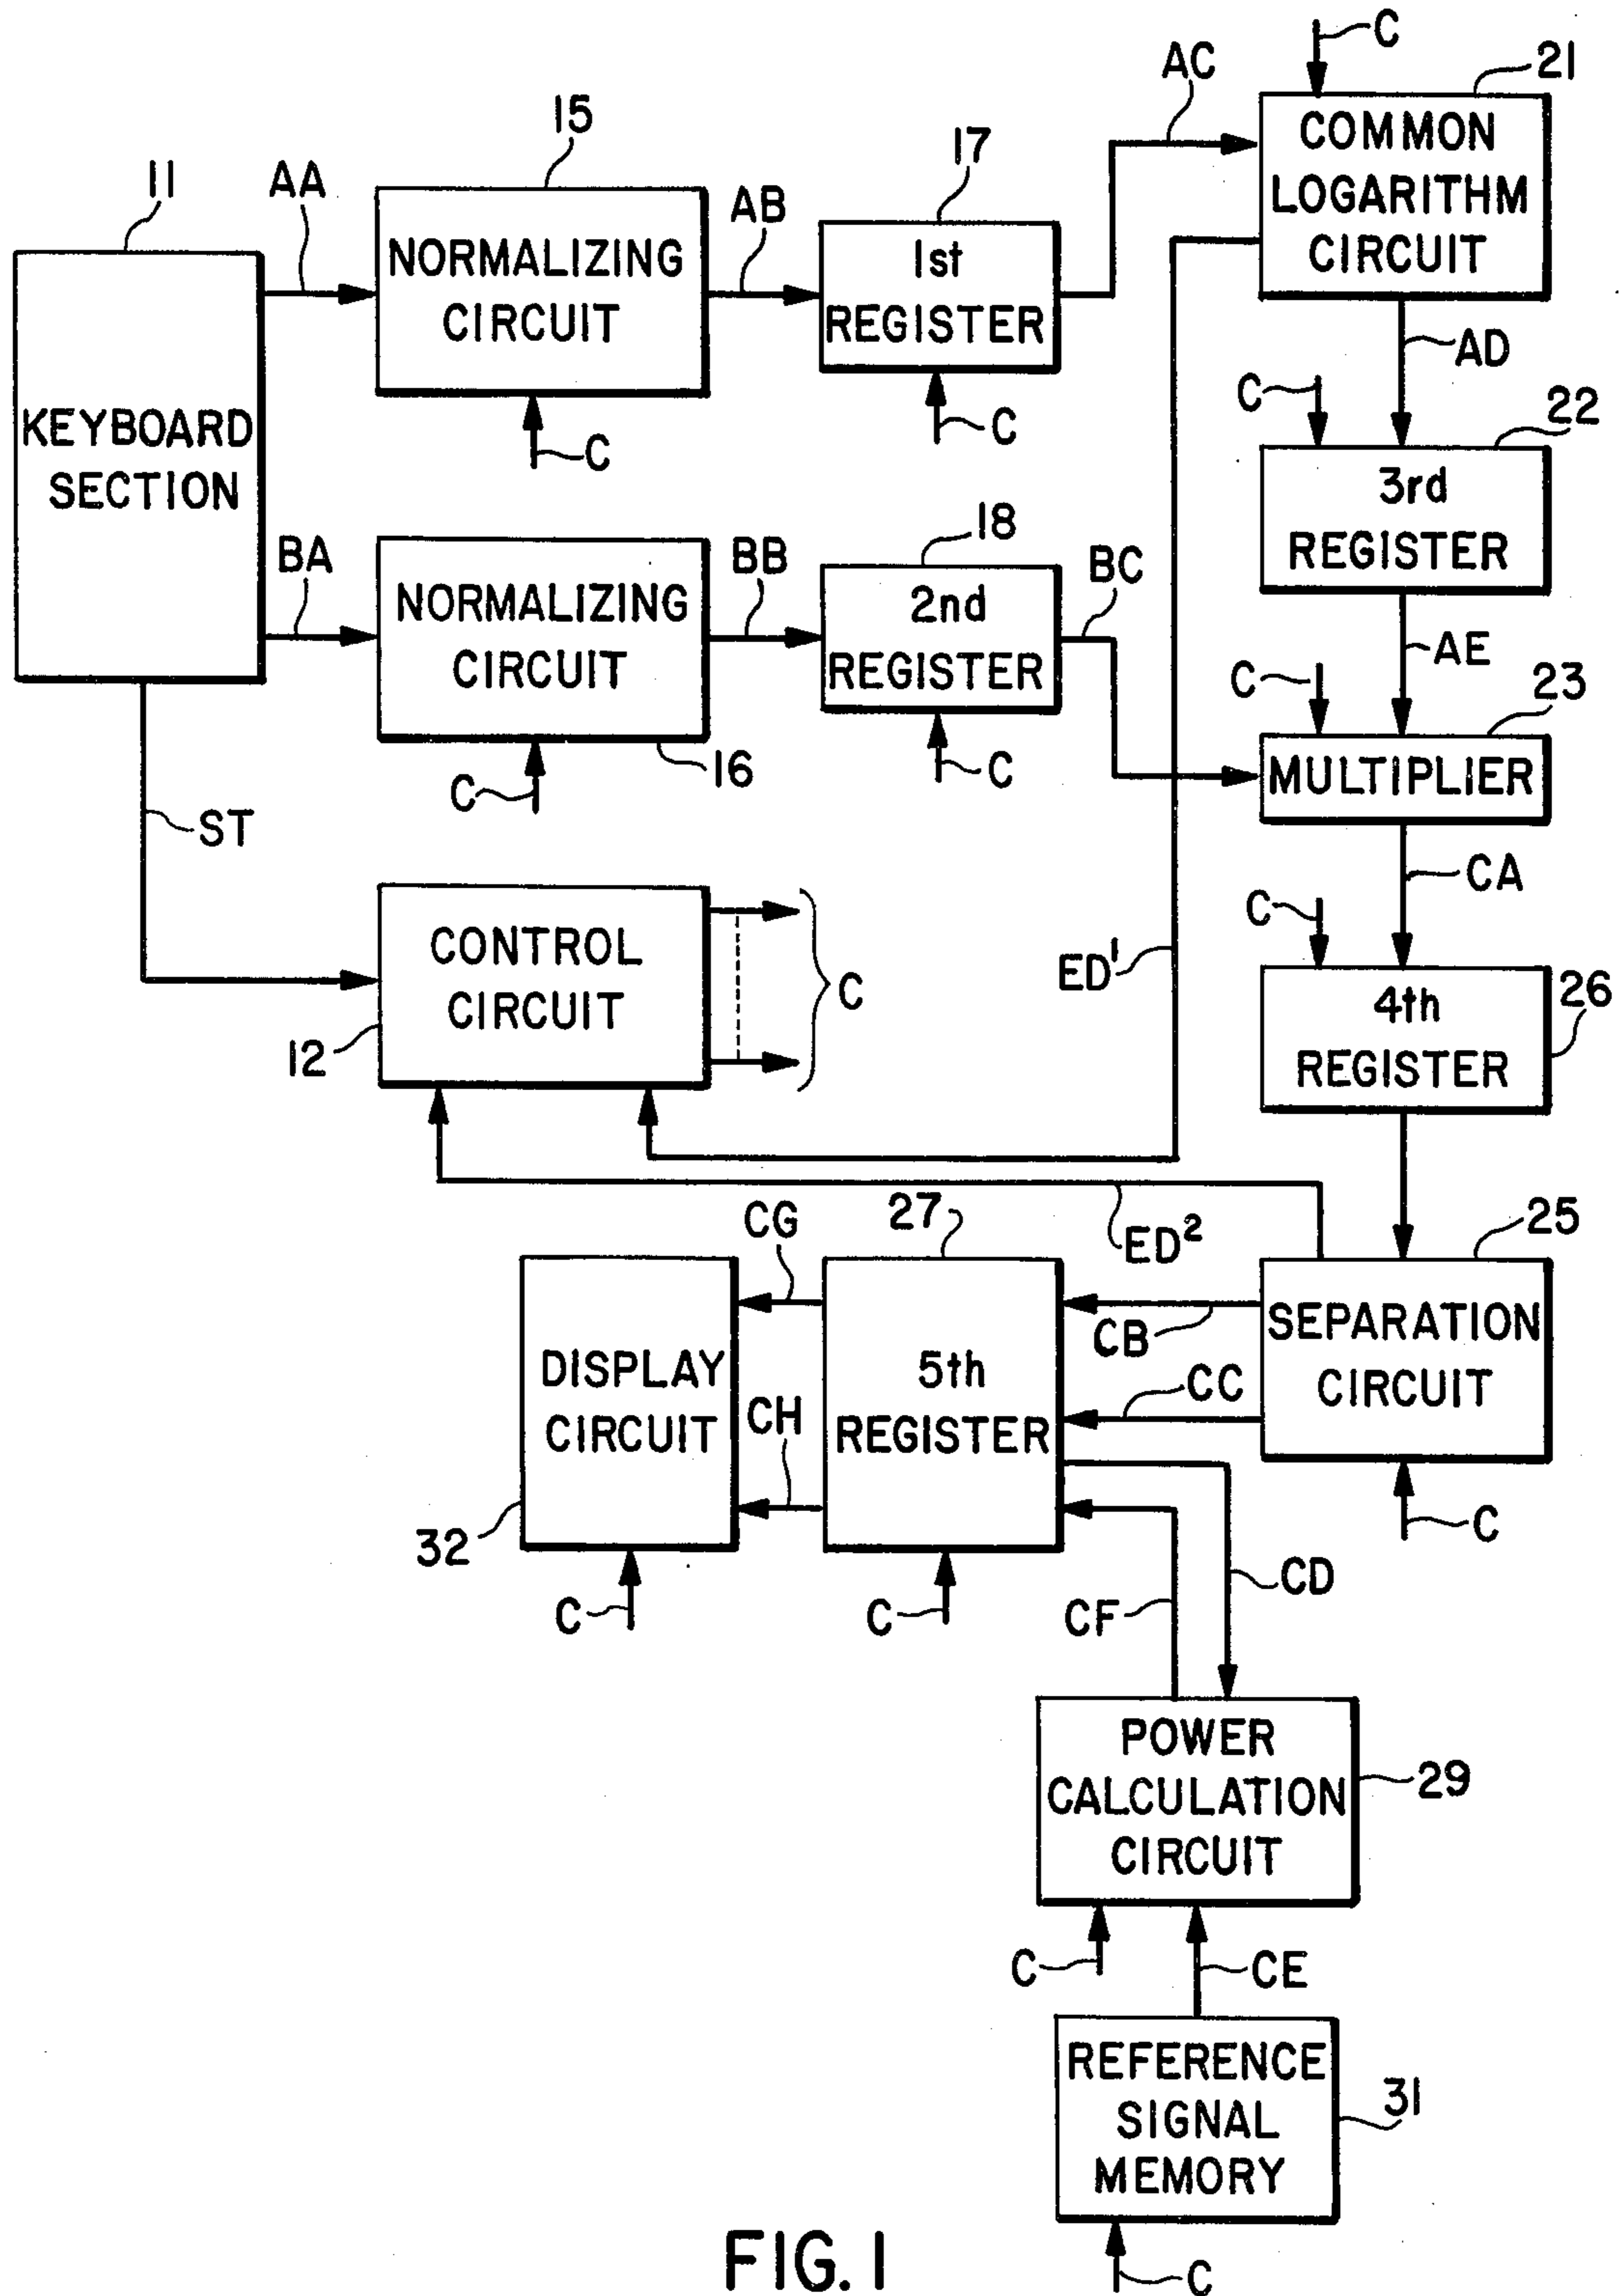 C
AC
21
COMMON
LOGARITHM
CIRCUIT
15
17
11
AA
NORMALIZING
CIRCUIT
AB
1st
REGISTER
AD
KEYBOARD
SECTION
C
C
C
22
3rd
REGISTER
BA
NORMALIZING
CIRCUIT
BB
18
2nd
REGISTER
BC
AE
C
23
MULTIPLIER
16
C
C
ST
CA
C
CONTROL
CIRCUIT
C
ED1
12
4th
REGISTER
26
ED2
25
CG
27
SEPARATION
CIRCUIT
CB
DISPLAY
CIRCUIT
CH
5th
REGISTER
CC
32
C
C
C
CF
CD
POWER
CALCULATION
CIRCUIT
29
C
CE
REFERENCE
SIGNAL
MEMORY
31
C
FIG. 1